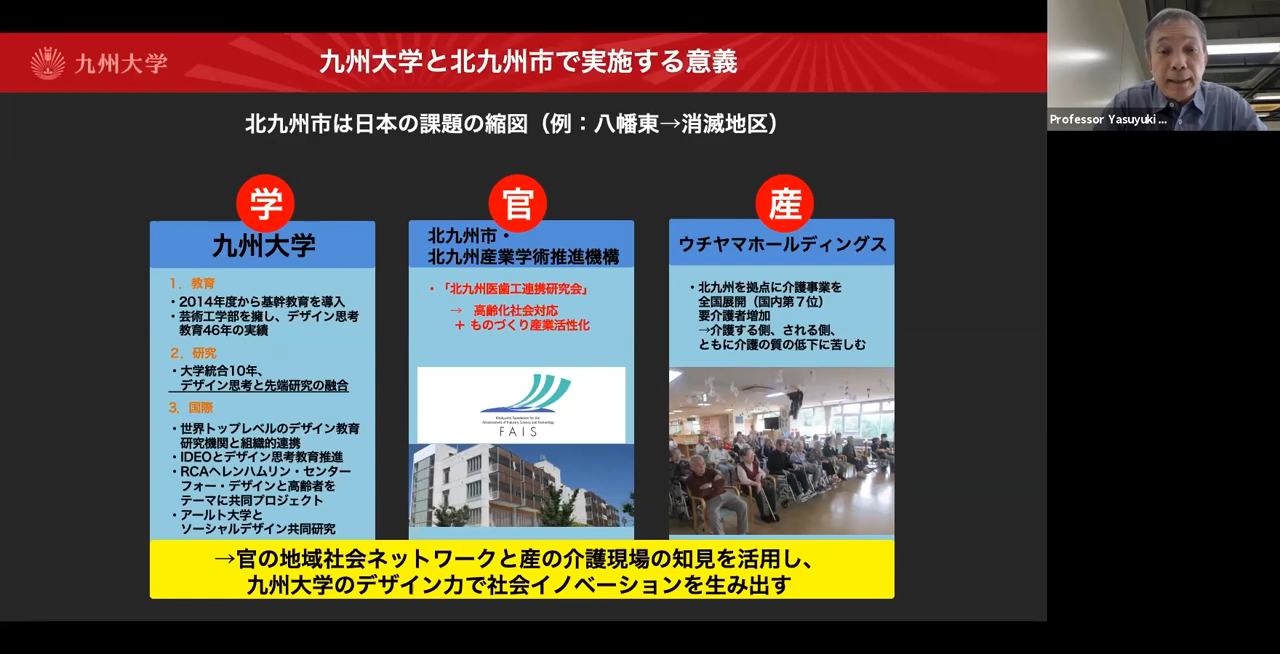 九州大学
九州大学と北九州市で実施する意義
Professor Yasuyuki ...
北九州市は日本の課題の縮図（例：八幡東→消滅地区）
学
九州大学
1．教育
・2014年度から基幹教育を導入
・芸術工学部を擁し、デザイン思考
教育46年の実績
2．研究
・大学統合10年、
デザイン思考と先端研究の融合
3．国際
・世界トップレベルのデザイン教育
研究機関と組織的連携
・IDEOとデザイン思考教育推進
・RCAヘレンハムリン・センター
フォー・デザインと高齢者を
テーマに共同プロジェクト
・アールト大学と
ソーシャルデザイン共同研究
官
北九州市・
北九州産業学術推進機構
・「北九州医歯工連携研究会」
→ 高齢化社会対応
＋ ものづくり産業活性化
Kitakyushu Foundation for the
Advancement of Industry, Science and Technology
FAIS
産
ウチヤマホールディングス
・北九州を拠点に介護事業を
全国展開（国内第７位）
要介護者増加
→介護する側、される側、
ともに介護の質の低下に苦しむ
→官の地域社会ネットワークと産の介護現場の知見を活用し、
九州大学のデザイン力で社会イノベーションを生み出す